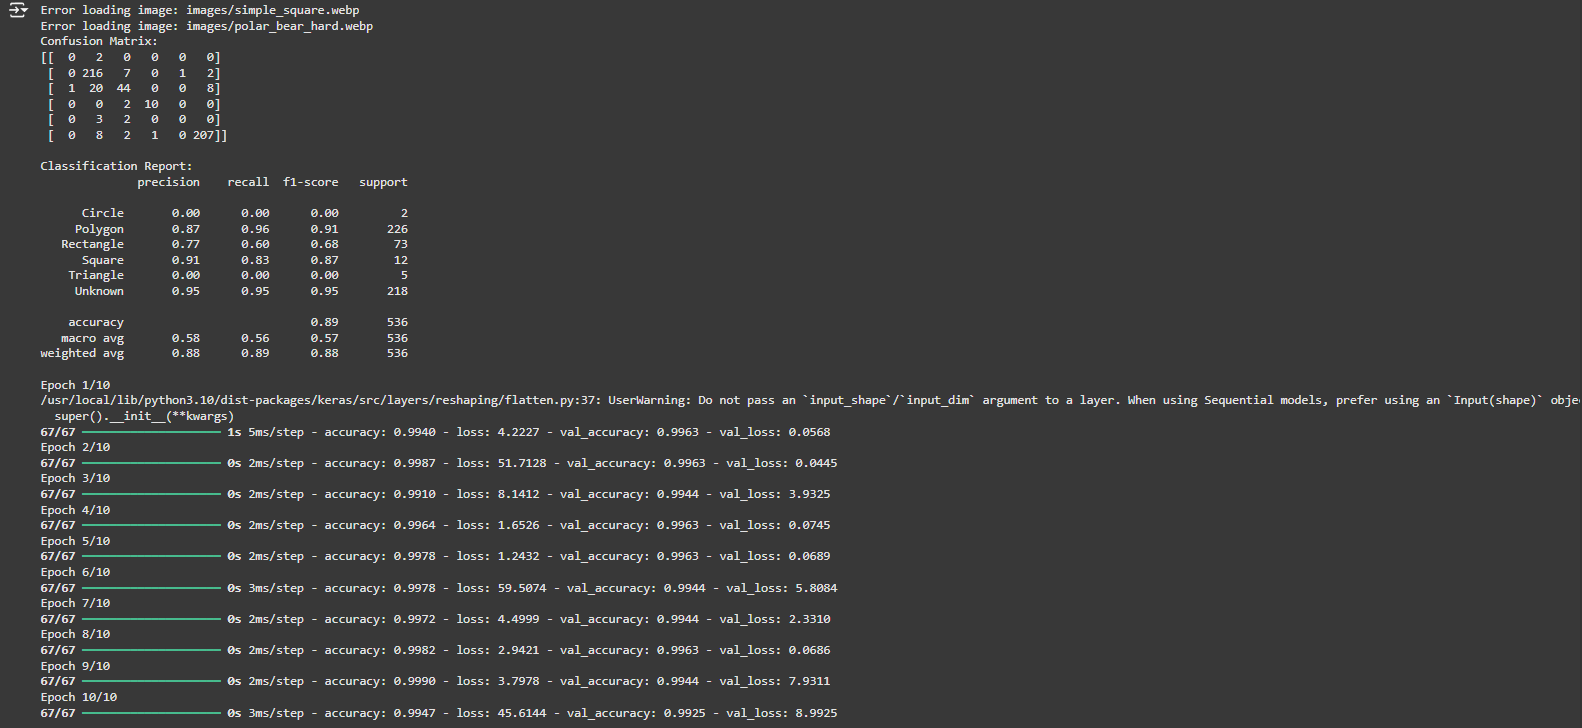 Error loading image: images/simple_square.webp
Error loading image: images/polar_bear_hard.webp
Confusion Matrix:
[[  0   2   0   0   0   0]
 [  0 216   7   0   1   2]
 [  1  20  44   0   0   8]
 [  0   0   2  10   0   0]
 [  0   3   2   0   0   0]
 [  0   8   2   1   0 207]]
Classification Report:
              precision    recall  f1-score   support
      Circle       0.00      0.00      0.00         2
     Polygon       0.87      0.96      0.91       226
   Rectangle       0.77      0.60      0.68        73
      Square       0.91      0.83      0.87        12
    Triangle       0.00      0.00      0.00         5
     Unknown       0.95      0.95      0.95       218
    accuracy                           0.89       536
   macro avg       0.58      0.56      0.57       536
weighted avg       0.88      0.89      0.88       536
Epoch 1/10
/usr/local/lib/python3.10/dist-packages/keras/src/layers/reshaping/flatten.py:37: UserWarning: Do not pass an `input_shape`/`input_dim` argument to a layer. When using Sequential models, prefer using an `Input(shape)` obje
  super().__init__(**kwargs)
67/67 1s 5ms/step - accuracy: 0.9940 - loss: 4.2227 - val_accuracy: 0.9963 - val_loss: 0.0568
Epoch 2/10
67/67 0s 2ms/step - accuracy: 0.9987 - loss: 51.7128 - val_accuracy: 0.9963 - val_loss: 0.0445
Epoch 3/10
67/67 0s 2ms/step - accuracy: 0.9910 - loss: 8.1412 - val_accuracy: 0.9944 - val_loss: 3.9325
Epoch 4/10
67/67 0s 2ms/step - accuracy: 0.9964 - loss: 1.6526 - val_accuracy: 0.9963 - val_loss: 0.0745
Epoch 5/10
67/67 0s 2ms/step - accuracy: 0.9978 - loss: 1.2432 - val_accuracy: 0.9963 - val_loss: 0.0689
Epoch 6/10
67/67 0s 3ms/step - accuracy: 0.9978 - loss: 59.5074 - val_accuracy: 0.9944 - val_loss: 5.8084
Epoch 7/10
67/67 0s 2ms/step - accuracy: 0.9972 - loss: 4.4999 - val_accuracy: 0.9944 - val_loss: 2.3310
Epoch 8/10
67/67 0s 2ms/step - accuracy: 0.9982 - loss: 2.9421 - val_accuracy: 0.9963 - val_loss: 0.0686
Epoch 9/10
67/67 0s 2ms/step - accuracy: 0.9990 - loss: 3.7978 - val_accuracy: 0.9944 - val_loss: 7.9311
Epoch 10/10
67/67 0s 3ms/step - accuracy: 0.9947 - loss: 45.6144 - val_accuracy: 0.9925 - val_loss: 8.9925